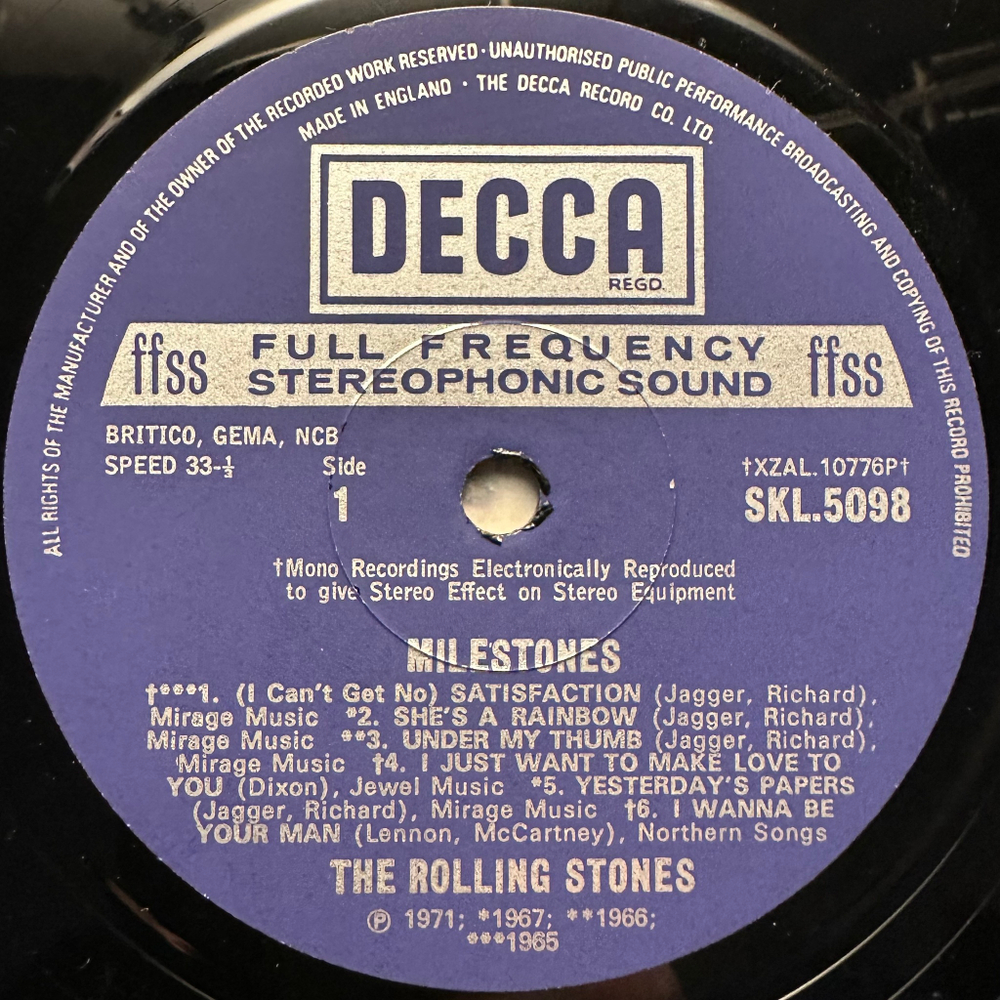 ALL RIGHTS OF THE MANUFACTURER AND OF THE OWNER OF THE RECORDED WORK RESERVED · UNAUTHORISED PUBLIC PERFORMANCE BROADCASTING AND COPYING OF THIS RECORD PROHIBITED
MADE IN ENGLAND · THE DECCA RECORD CO. LTD.
DECCA
REGD.
ffss FULL FREQUENCY ffss
STEREOPHONIC SOUND
BRITICO, GEMA, NCB
SPEED 33-⅓ Side †XZAL.10776P†
1 SKL.5098
†Mono Recordings Electronically Reproduced
to give Stereo Effect on Stereo Equipment
MILESTONES
†***1. (I Can't Get No) SATISFACTION (Jagger, Richard),
Mirage Music *2. SHE'S A RAINBOW (Jagger, Richard),
Mirage Music **3. UNDER MY THUMB (Jagger, Richard),
Mirage Music †4. I JUST WANT TO MAKE LOVE TO
YOU (Dixon), Jewel Music *5. YESTERDAY'S PAPERS
(Jagger, Richard), Mirage Music †6. I WANNA BE
YOUR MAN (Lennon, McCartney), Northern Songs
THE ROLLING STONES
℗ 1971; *1967; **1966;
***1965